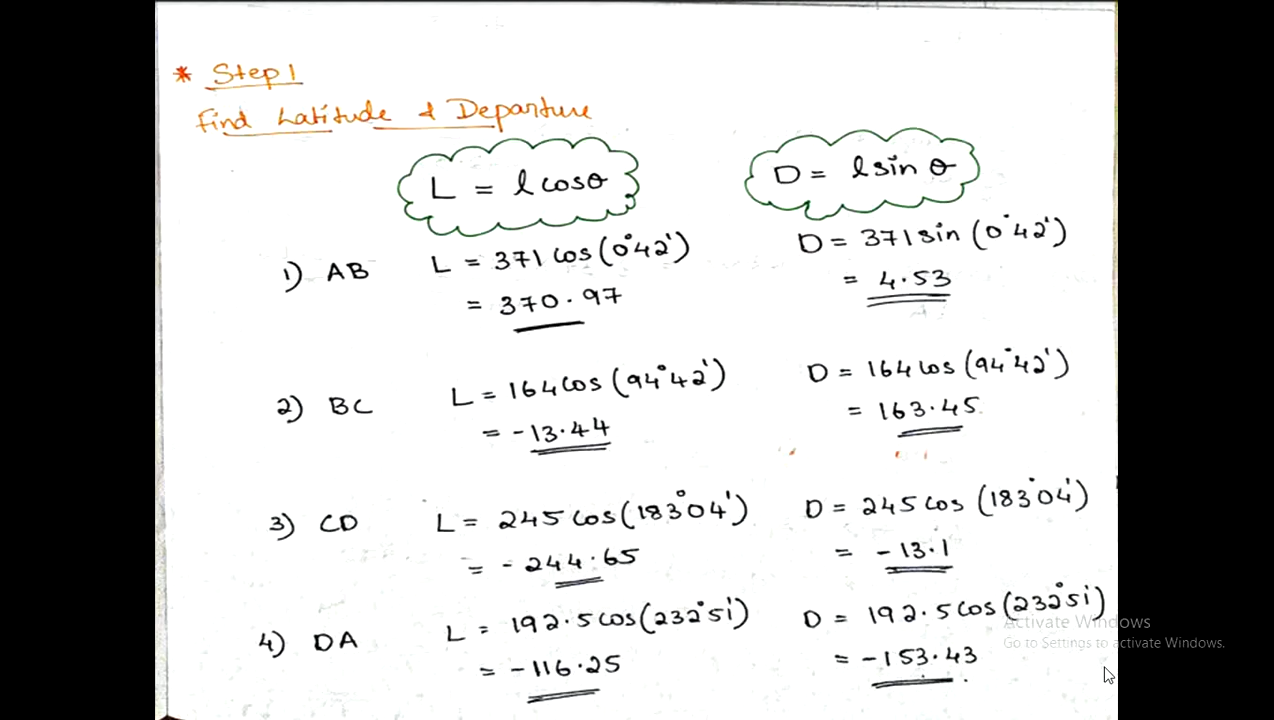 * Step 1
Find Latitude & Departure
L = l cosθ
D = l sin θ
1) AB
L = 371 cos (0°42')
= 370.97
D = 371 sin (0°42')
= 4.53
2) BC
L = 164 cos (94°42')
= -13.44
D = 164 cos (94°42')
= 163.45
3) CD
L = 245 cos (183°04')
= -244.65
D = 245 cos (183°04')
= -13.1
4) DA
L = 192.5 cos (232°51')
= -116.25
D = 192.5 cos (232°51')
= -153.43
Activate Windows
Go to Settings to activate Windows.